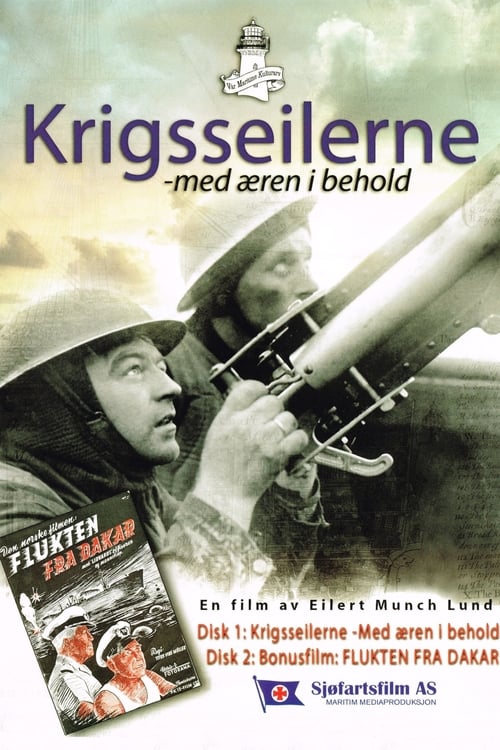 Vår Maritime Kulturarv
Krigsseilerne
-med æren i behold
Den norske filmen:
FLUKTEN
FRA DAKAR
En film av Eilert Munch Lund
Disk 1: Krigsseilerne -Med æren i behold
Disk 2: Bonusfilm: FLUKTEN FRA DAKAR
Sjøfartsfilm AS
MARITIM MEDIAPRODUKSJON